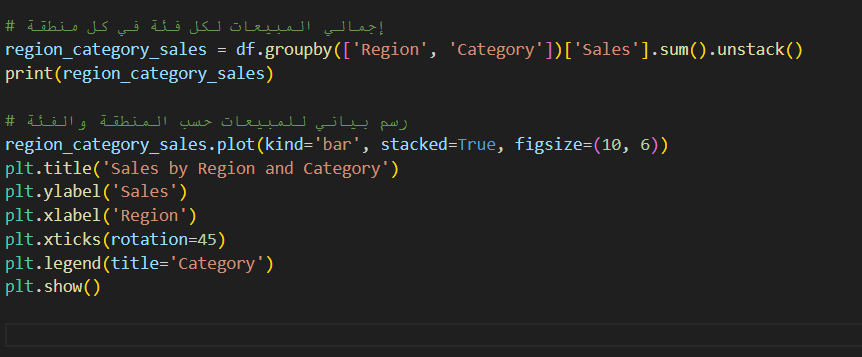 # إجمالي المبيعات لكل فئة في كل منطقة
region_category_sales = df.groupby(['Region', 'Category'])['Sales'].sum().unstack()
print(region_category_sales)
# رسم بياني للمبيعات حسب المنطقة والفئة
region_category_sales.plot(kind='bar', stacked=True, figsize=(10, 6))
plt.title('Sales by Region and Category')
plt.ylabel('Sales')
plt.xlabel('Region')
plt.xticks(rotation=45)
plt.legend(title='Category')
plt.show()